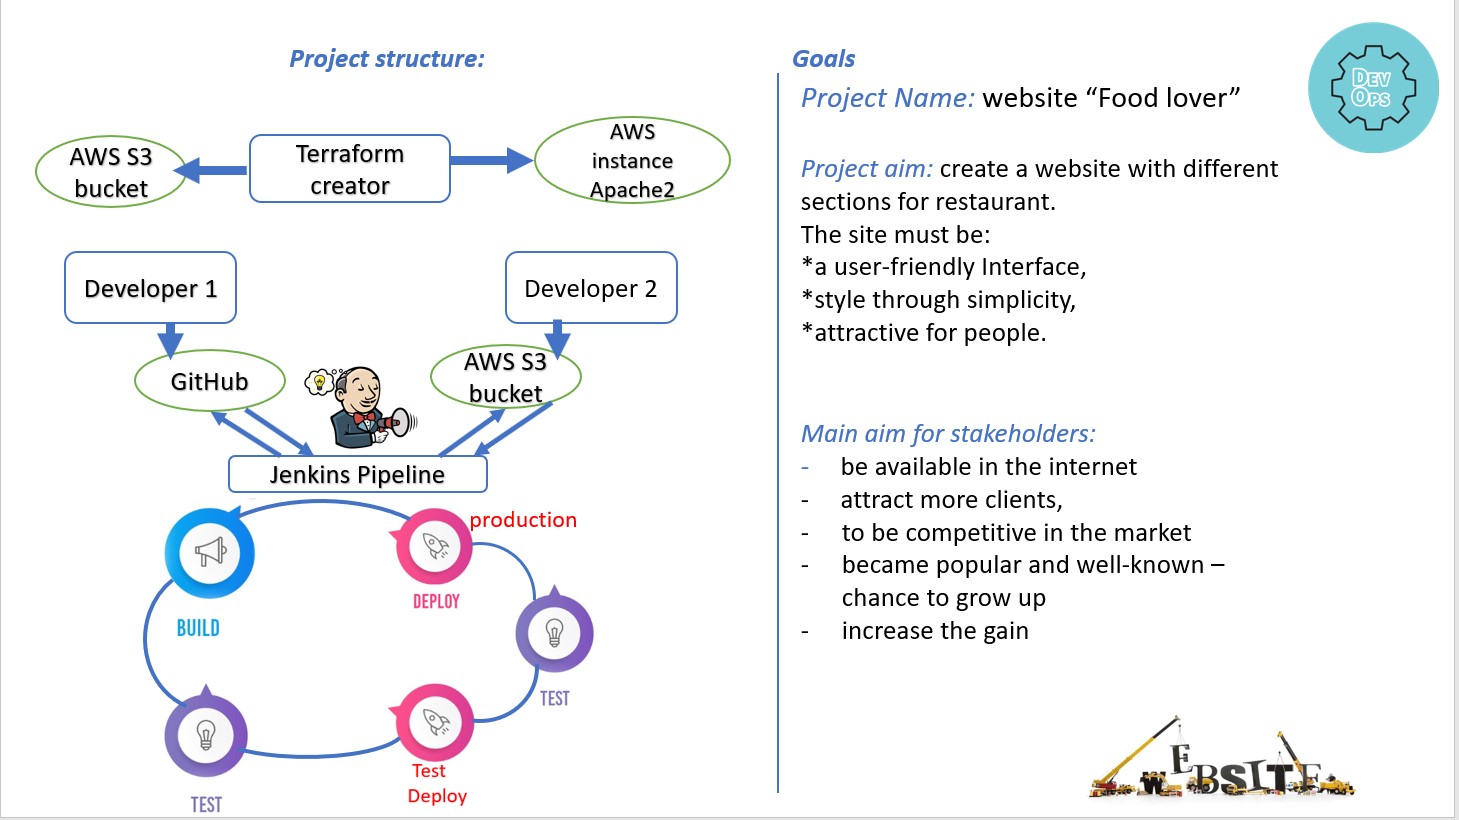 Project structure:
AWS S3
bucket
Terraform
creator
AWS
instance
Apache2
Developer 1
Developer 2
GitHub
AWS S3
bucket
Jenkins Pipeline
production
BUILD
DEPLOY
TEST
TEST
Test
Deploy
Goals
Project Name: website “Food lover”
Project aim: create a website with different
sections for restaurant.
The site must be:
*a user-friendly Interface,
*style through simplicity,
*attractive for people.
Main aim for stakeholders:
- be available in the internet
- attract more clients,
- to be competitive in the market
- became popular and well-known –
chance to grow up
- increase the gain
DEV
OPS
WEBSITE